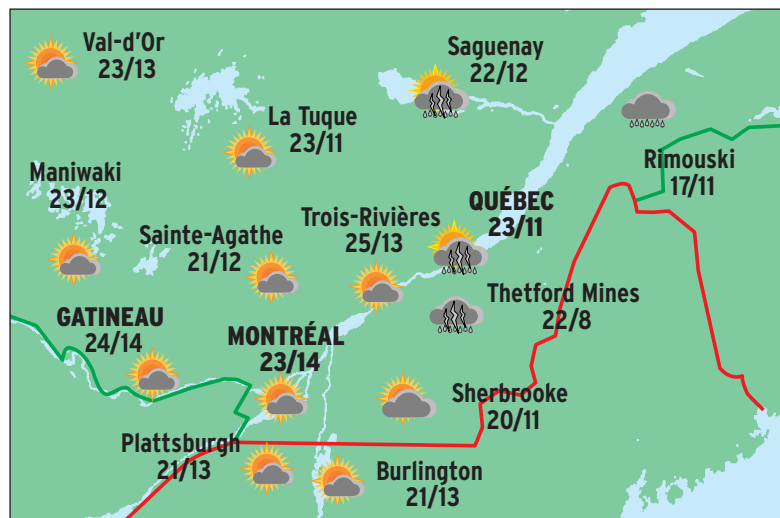 Val-d'Or
23/13
Saguenay
22/12
La Tuque
23/11
Rimouski
17/11
Maniwaki
23/12
QUÉBEC
23/11
Trois-Rivières
25/13
Sainte-Agathe
21/12
Thetford Mines
22/8
GATINEAU
24/14
MONTRÉAL
23/14
Sherbrooke
20/11
Plattsburgh
21/13
Burlington
21/13